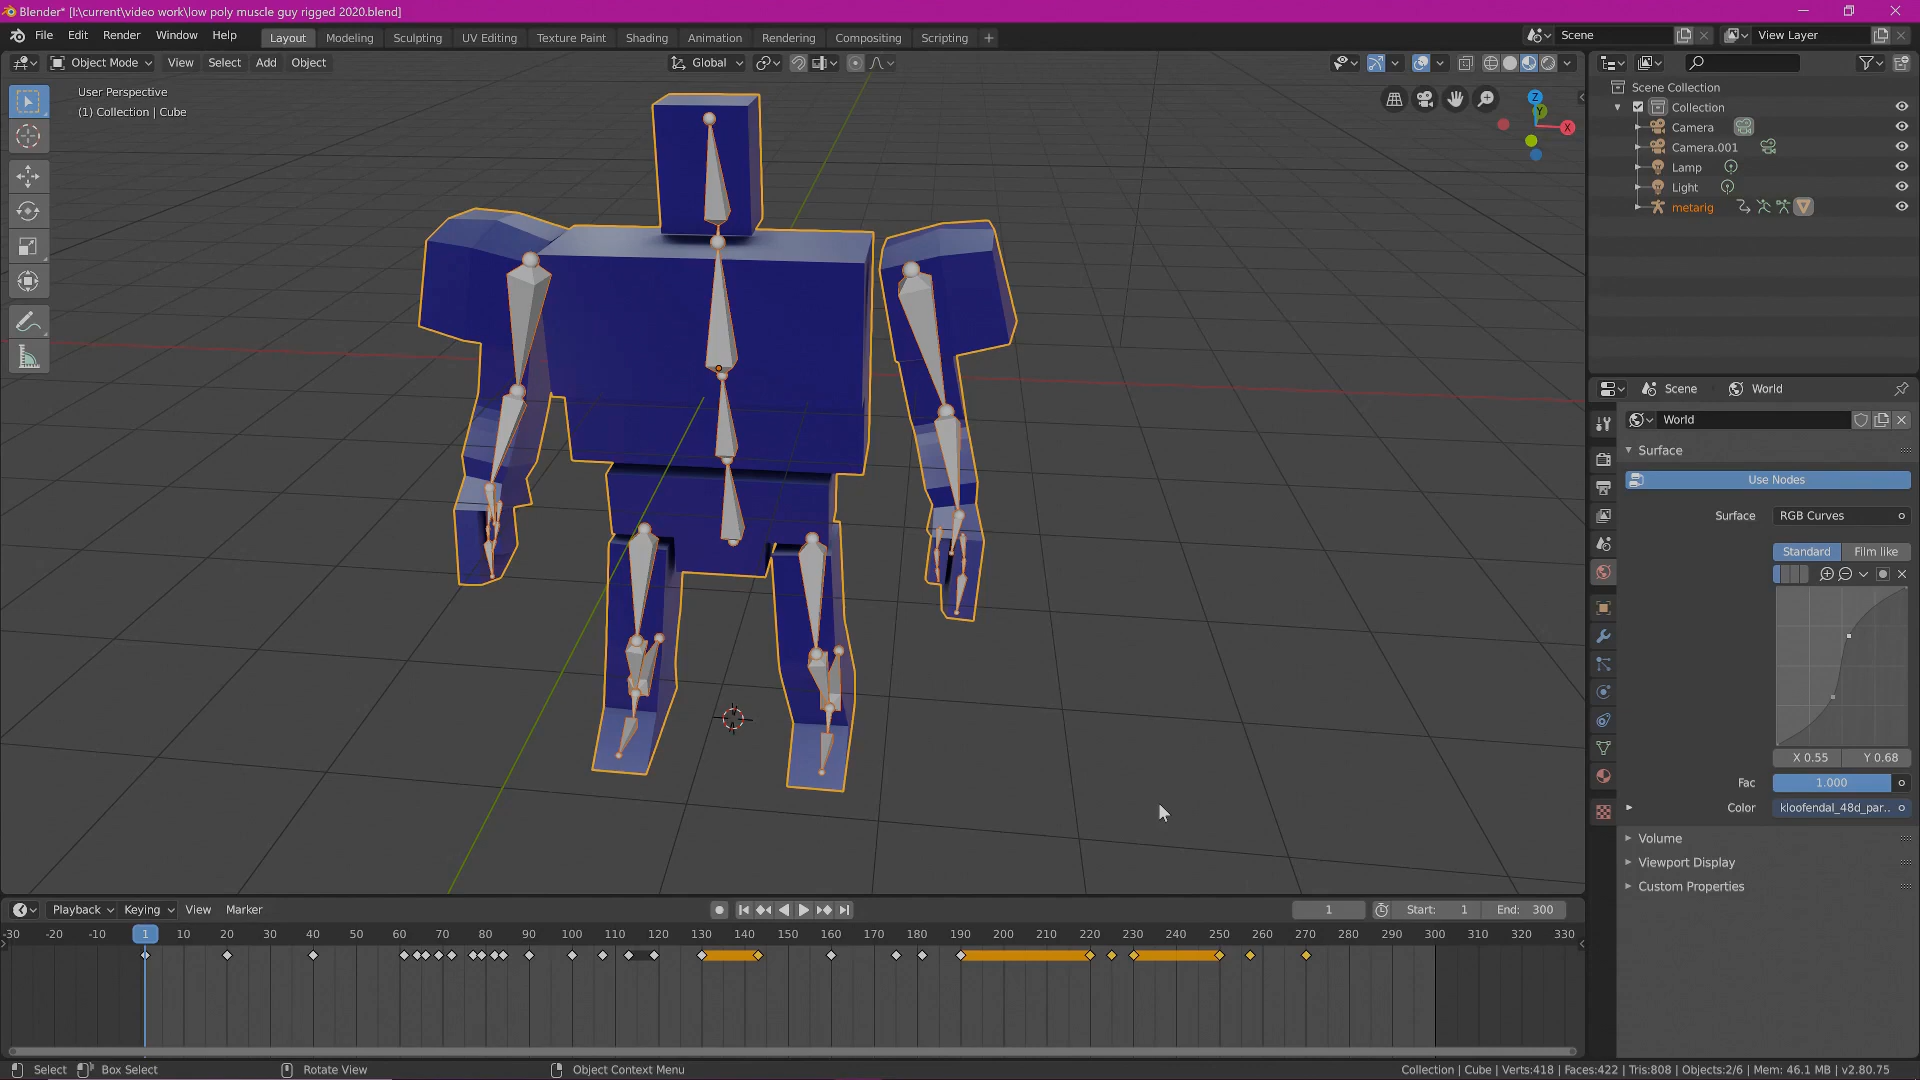 Blender* [I:\current\video work\low poly muscle guy rigged 2020.blend]
File Edit Render Window Help
Layout Modeling Sculpting UV Editing Texture Paint Shading Animation Rendering Compositing Scripting +
Scene
View Layer
Object Mode View Select Add Object
Global
User Perspective
(1) Collection | Cube
Z
Y
X
Scene Collection
Collection
Camera
Camera.001
Lamp
Light
metarig
Scene World
World
Surface
Use Nodes
Surface RGB Curves
Standard Film like
X 0.55 Y 0.68
Fac 1.000
Color kloofendal_48d_par..
Volume
Viewport Display
Custom Properties
Playback Keying View Marker
1 Start: 1 End: 300
-30 -20 -10 1 10 20 30 40 50 60 70 80 90 100 110 120 130 140 150 160 170 180 190 200 210 220 230 240 250 260 270 280 290 300 310 320 330
Select Box Select Rotate View Object Context Menu
Collection | Cube | Verts:418 | Faces:422 | Tris:808 | Objects:2/6 | Mem: 46.1 MB | v2.80.75